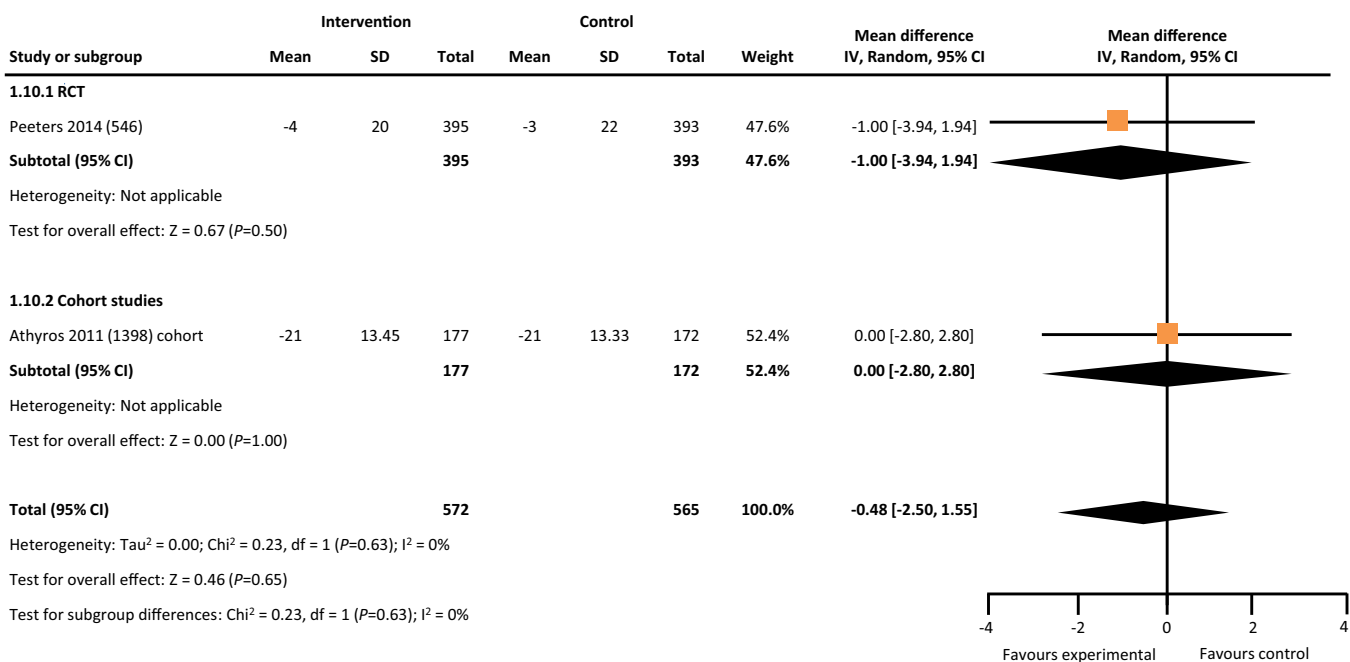 Intervention Control
Mean difference Mean difference
Study or subgroup Mean SD Total Mean SD Total Weight IV, Random, 95% CI IV, Random, 95% CI
1.10.1 RCT
Peeters 2014 (546) -4 20 395 -3 22 393 47.6% -1.00 [-3.94, 1.94]
Subtotal (95% CI) 395 393 47.6% -1.00 [-3.94, 1.94]
Heterogeneity: Not applicable
Test for overall effect: Z = 0.67 (P=0.50)
1.10.2 Cohort studies
Athyros 2011 (1398) cohort -21 13.45 177 -21 13.33 172 52.4% 0.00 [-2.80, 2.80]
Subtotal (95% CI) 177 172 52.4% 0.00 [-2.80, 2.80]
Heterogeneity: Not applicable
Test for overall effect: Z = 0.00 (P=1.00)
Total (95% CI) 572 565 100.0% -0.48 [-2.50, 1.55]
Heterogeneity: Tau² = 0.00; Chi² = 0.23, df = 1 (P=0.63); I² = 0%
Test for overall effect: Z = 0.46 (P=0.65)
Test for subgroup differences: Chi² = 0.23, df = 1 (P=0.63); I² = 0%
-4 -2 0 2 4
Favours experimental Favours control